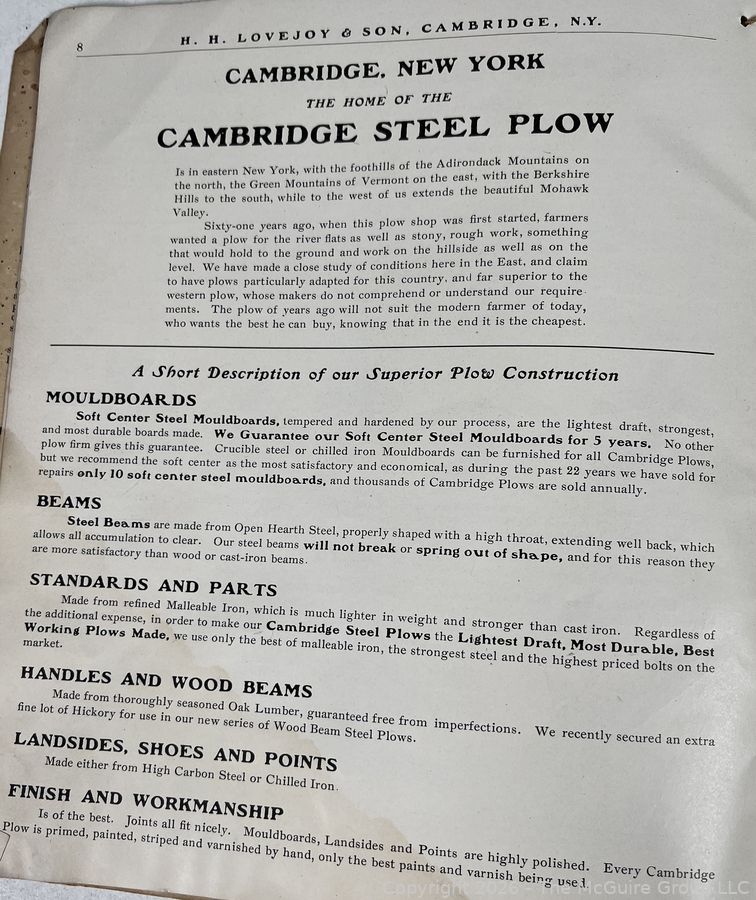 8
H. H. LOVEJOY & SON, CAMBRIDGE, N.Y.
CAMBRIDGE, NEW YORK
THE HOME OF THE
CAMBRIDGE STEEL PLOW
Is in eastern New York, with the foothills of the Adirondack Mountains on
the north, the Green Mountains of Vermont on the east, with the Berkshire
Hills to the south, while to the west of us extends the beautiful Mohawk
Valley.
Sixty-one years ago, when this plow shop was first started, farmers
wanted a plow for the river flats as well as stony, rough work, something
that would hold to the ground and work on the hillside as well as on the
level. We have made a close study of conditions here in the East, and claim
to have plows particularly adapted for this country, and far superior to the
western plow, whose makers do not comprehend or understand our require-
ments. The plow of years ago will not suit the modern farmer of today,
who wants the best he can buy, knowing that in the end it is the cheapest.
A Short Description of our Superior Plow Construction
MOULDBOARDS
Soft Center Steel Mouldboards, tempered and hardened by our process, are the lightest draft, strongest,
and most durable boards made. We Guarantee our Soft Center Steel Mouldboards for 5 years. No other
plow firm gives this guarantee. Crucible steel or chilled iron Mouldboards can be furnished for all Cambridge Plows,
but we recommend the soft center as the most satisfactory and economical, as during the past 22 years we have sold for
repairs only 10 soft center steel mouldboards, and thousands of Cambridge Plows are sold annually.
BEAMS
Steel Beams are made from Open Hearth Steel, properly shaped with a high throat, extending well back, which
allows all accumulation to clear. Our steel beams will not break or spring out of shape, and for this reason they
are more satisfactory than wood or cast-iron beams.
STANDARDS AND PARTS
Made from refined Malleable Iron, which is much lighter in weight and stronger than cast iron. Regardless of
the additional expense, in order to make our Cambridge Steel Plows the Lightest Draft, Most Durable, Best
Working Plows Made, we use only the best of malleable iron, the strongest steel and the highest priced bolts on the
market.
HANDLES AND WOOD BEAMS
Made from thoroughly seasoned Oak Lumber, guaranteed free from imperfections. We recently secured an extra
fine lot of Hickory for use in our new series of Wood Beam Steel Plows.
LANDSIDES, SHOES AND POINTS
Made either from High Carbon Steel or Chilled Iron.
FINISH AND WORKMANSHIP
Is of the best. Joints all fit nicely. Mouldboards, Landsides and Points are highly polished. Every Cambridge
Plow is primed, painted, striped and varnished by hand, only the best paints and varnish being used.
Copyright 2026 - The McGuire Group LLC